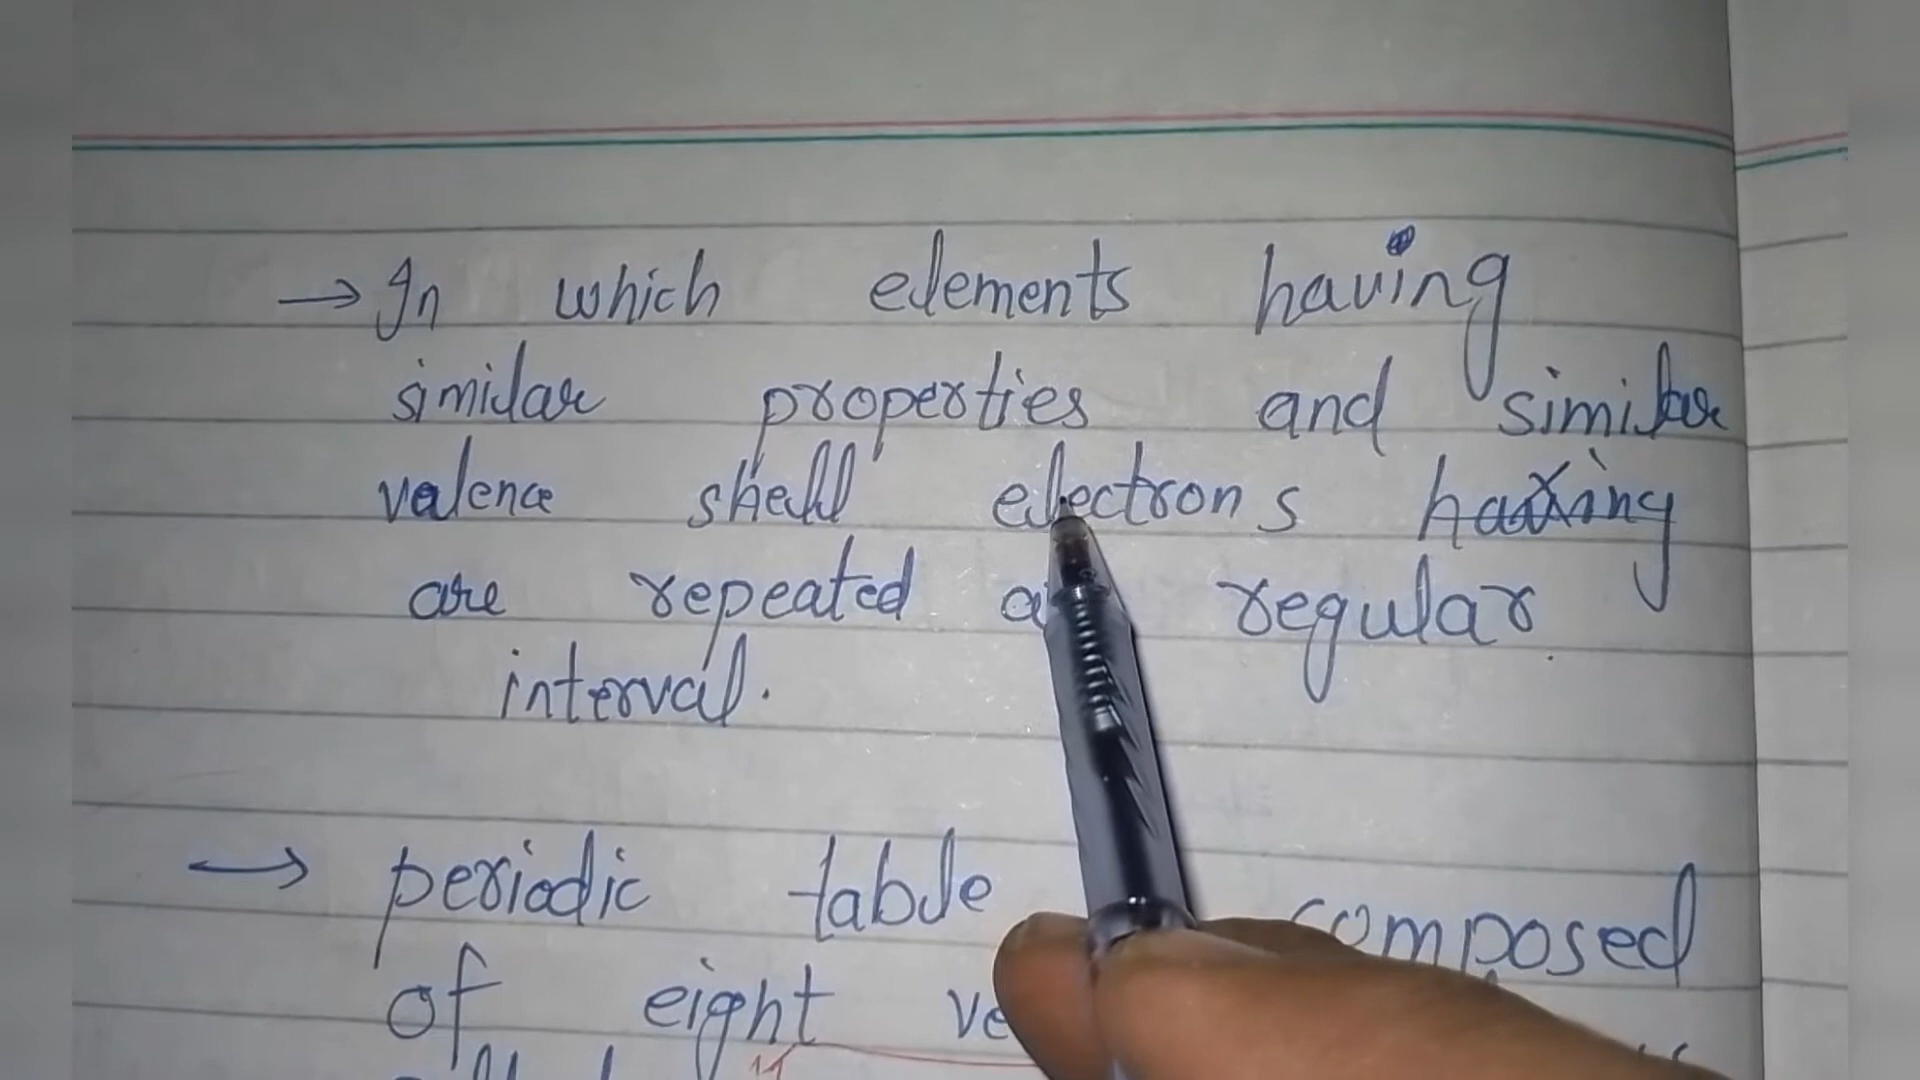 → In which elements having
similar properties and similar
valence shell electrons having
are repeated regular
interval.
→ periodic table composed
of eight